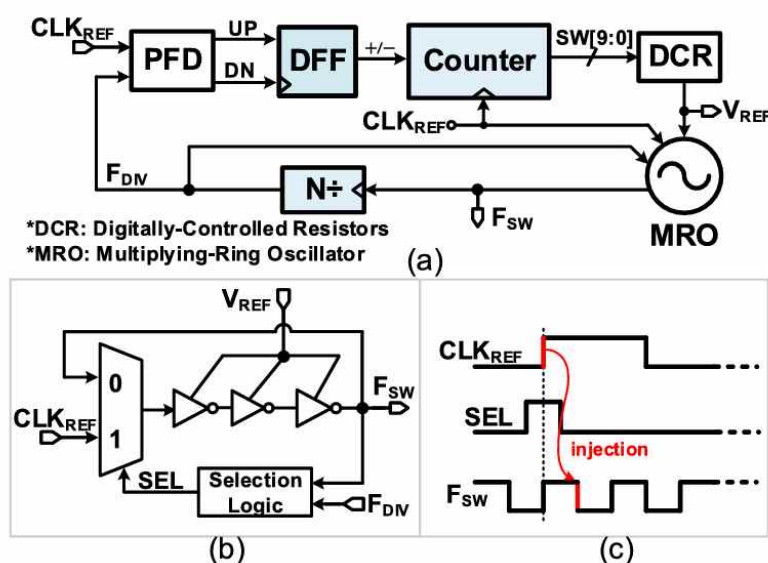 CLKREF
PFD
UP
DN
DFF
+/−
Counter
SW[9:0]
DCR
VREF
CLKREF
FDIV
N÷
FSW
MRO
*DCR: Digitally-Controlled Resistors
*MRO: Multiplying-Ring Oscillator
(a)
VREF
0
CLKREF
1
FSW
SEL
Selection
Logic
FDIV
(b)
CLKREF
SEL
injection
FSW
(c)